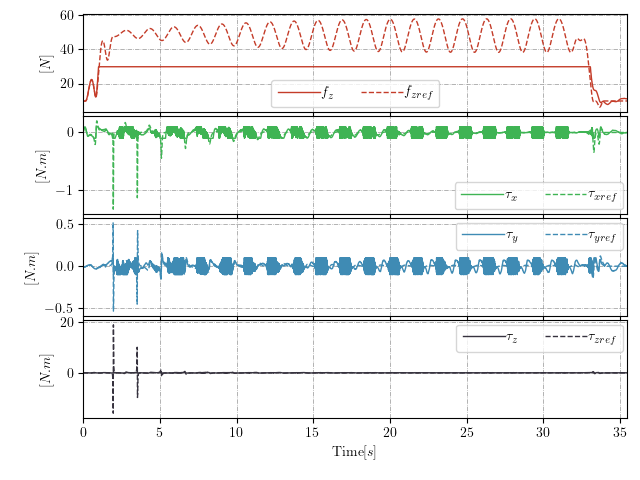 60
40
20
[N]
f_z f_zref
0
−1
[N.m]
τ_x τ_xref
0.5
0.0
−0.5
[N.m]
τ_y τ_yref
20
0
[N.m]
τ_z τ_zref
0 5 10 15 20 25 30 35
Time[s]